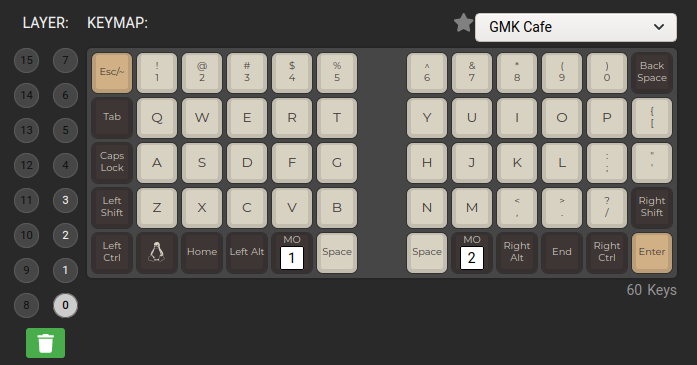 LAYER: KEYMAP: GMK Cafe
15 7
14 6
13 5
12 4
11 3
10 2
9 1
8 0
Esc/~ ! 1 @ 2 # 3 $ 4 % 5 ^ 6 & 7 * 8 ( 9 ) 0 Back Space
Tab Q W E R T Y U I O P { [
Caps Lock A S D F G H J K L : ; " '
Left Shift Z X C V B N M < , > . ? / Right Shift
Left Ctrl Home Left Alt MO 1 Space Space MO 2 Right Alt End Right Ctrl Enter
60 Keys